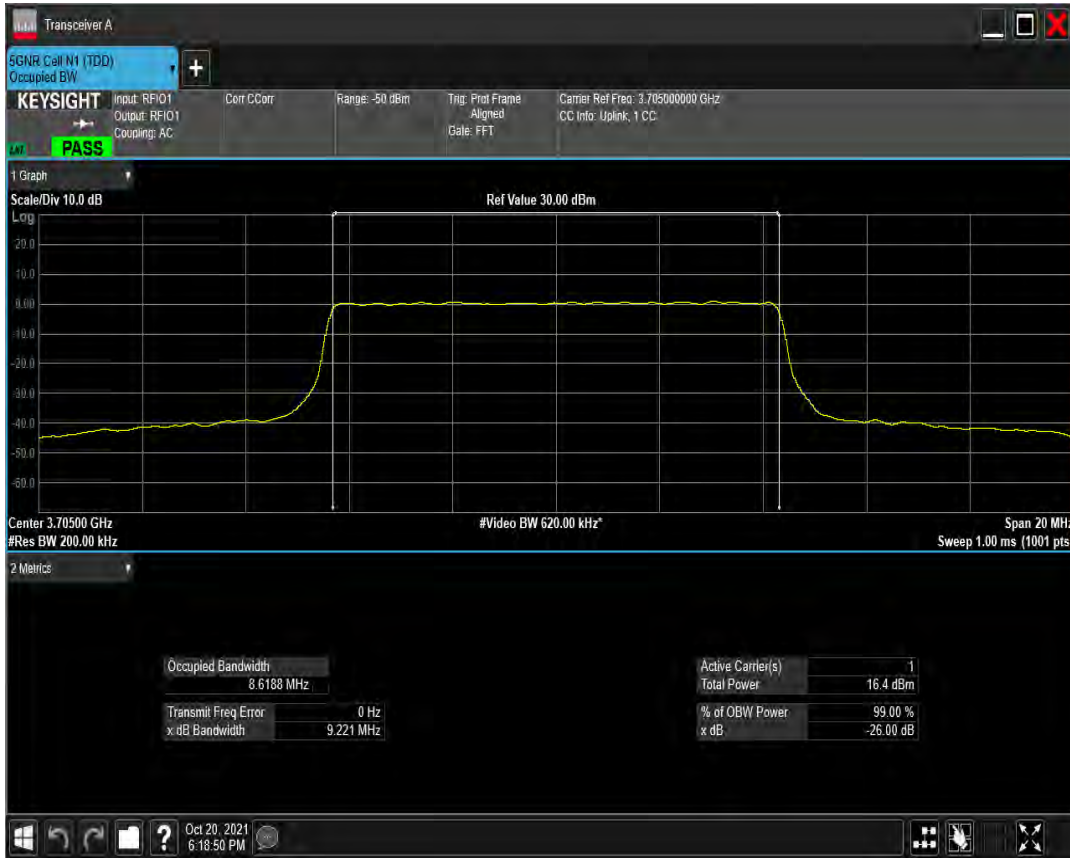 Transceiver A
5GNR Cell N1 (TDD)
Occupied BW
+
KEYSIGHT
Input: RFIO1
Output: RFIO1
Coupling: AC
Corr CCorr
Range: -50 dBm
Trig: Prot Frame
Aligned
Gate: FFT
Carrier Ref Freq: 3.705000000 GHz
CC Info: Uplink, 1 CC
PASS
1 Graph
Scale/Div 10.0 dB
Ref Value 30.00 dBm
Log
20.0
10.0
0.00
-10.0
-20.0
-30.0
-40.0
-50.0
-60.0
Center 3.70500 GHz
#Video BW 620.00 kHz*
Span 20 MHz
#Res BW 200.00 kHz
Sweep 1.00 ms (1001 pts
2 Metrics
Occupied Bandwidth
8.6188 MHz
Transmit Freq Error 0 Hz
x dB Bandwidth 9.221 MHz
Active Carrier(s) 1
Total Power 16.4 dBm
% of OBW Power 99.00 %
x dB -26.00 dB
?
Oct 20, 2021
6:18:50 PM